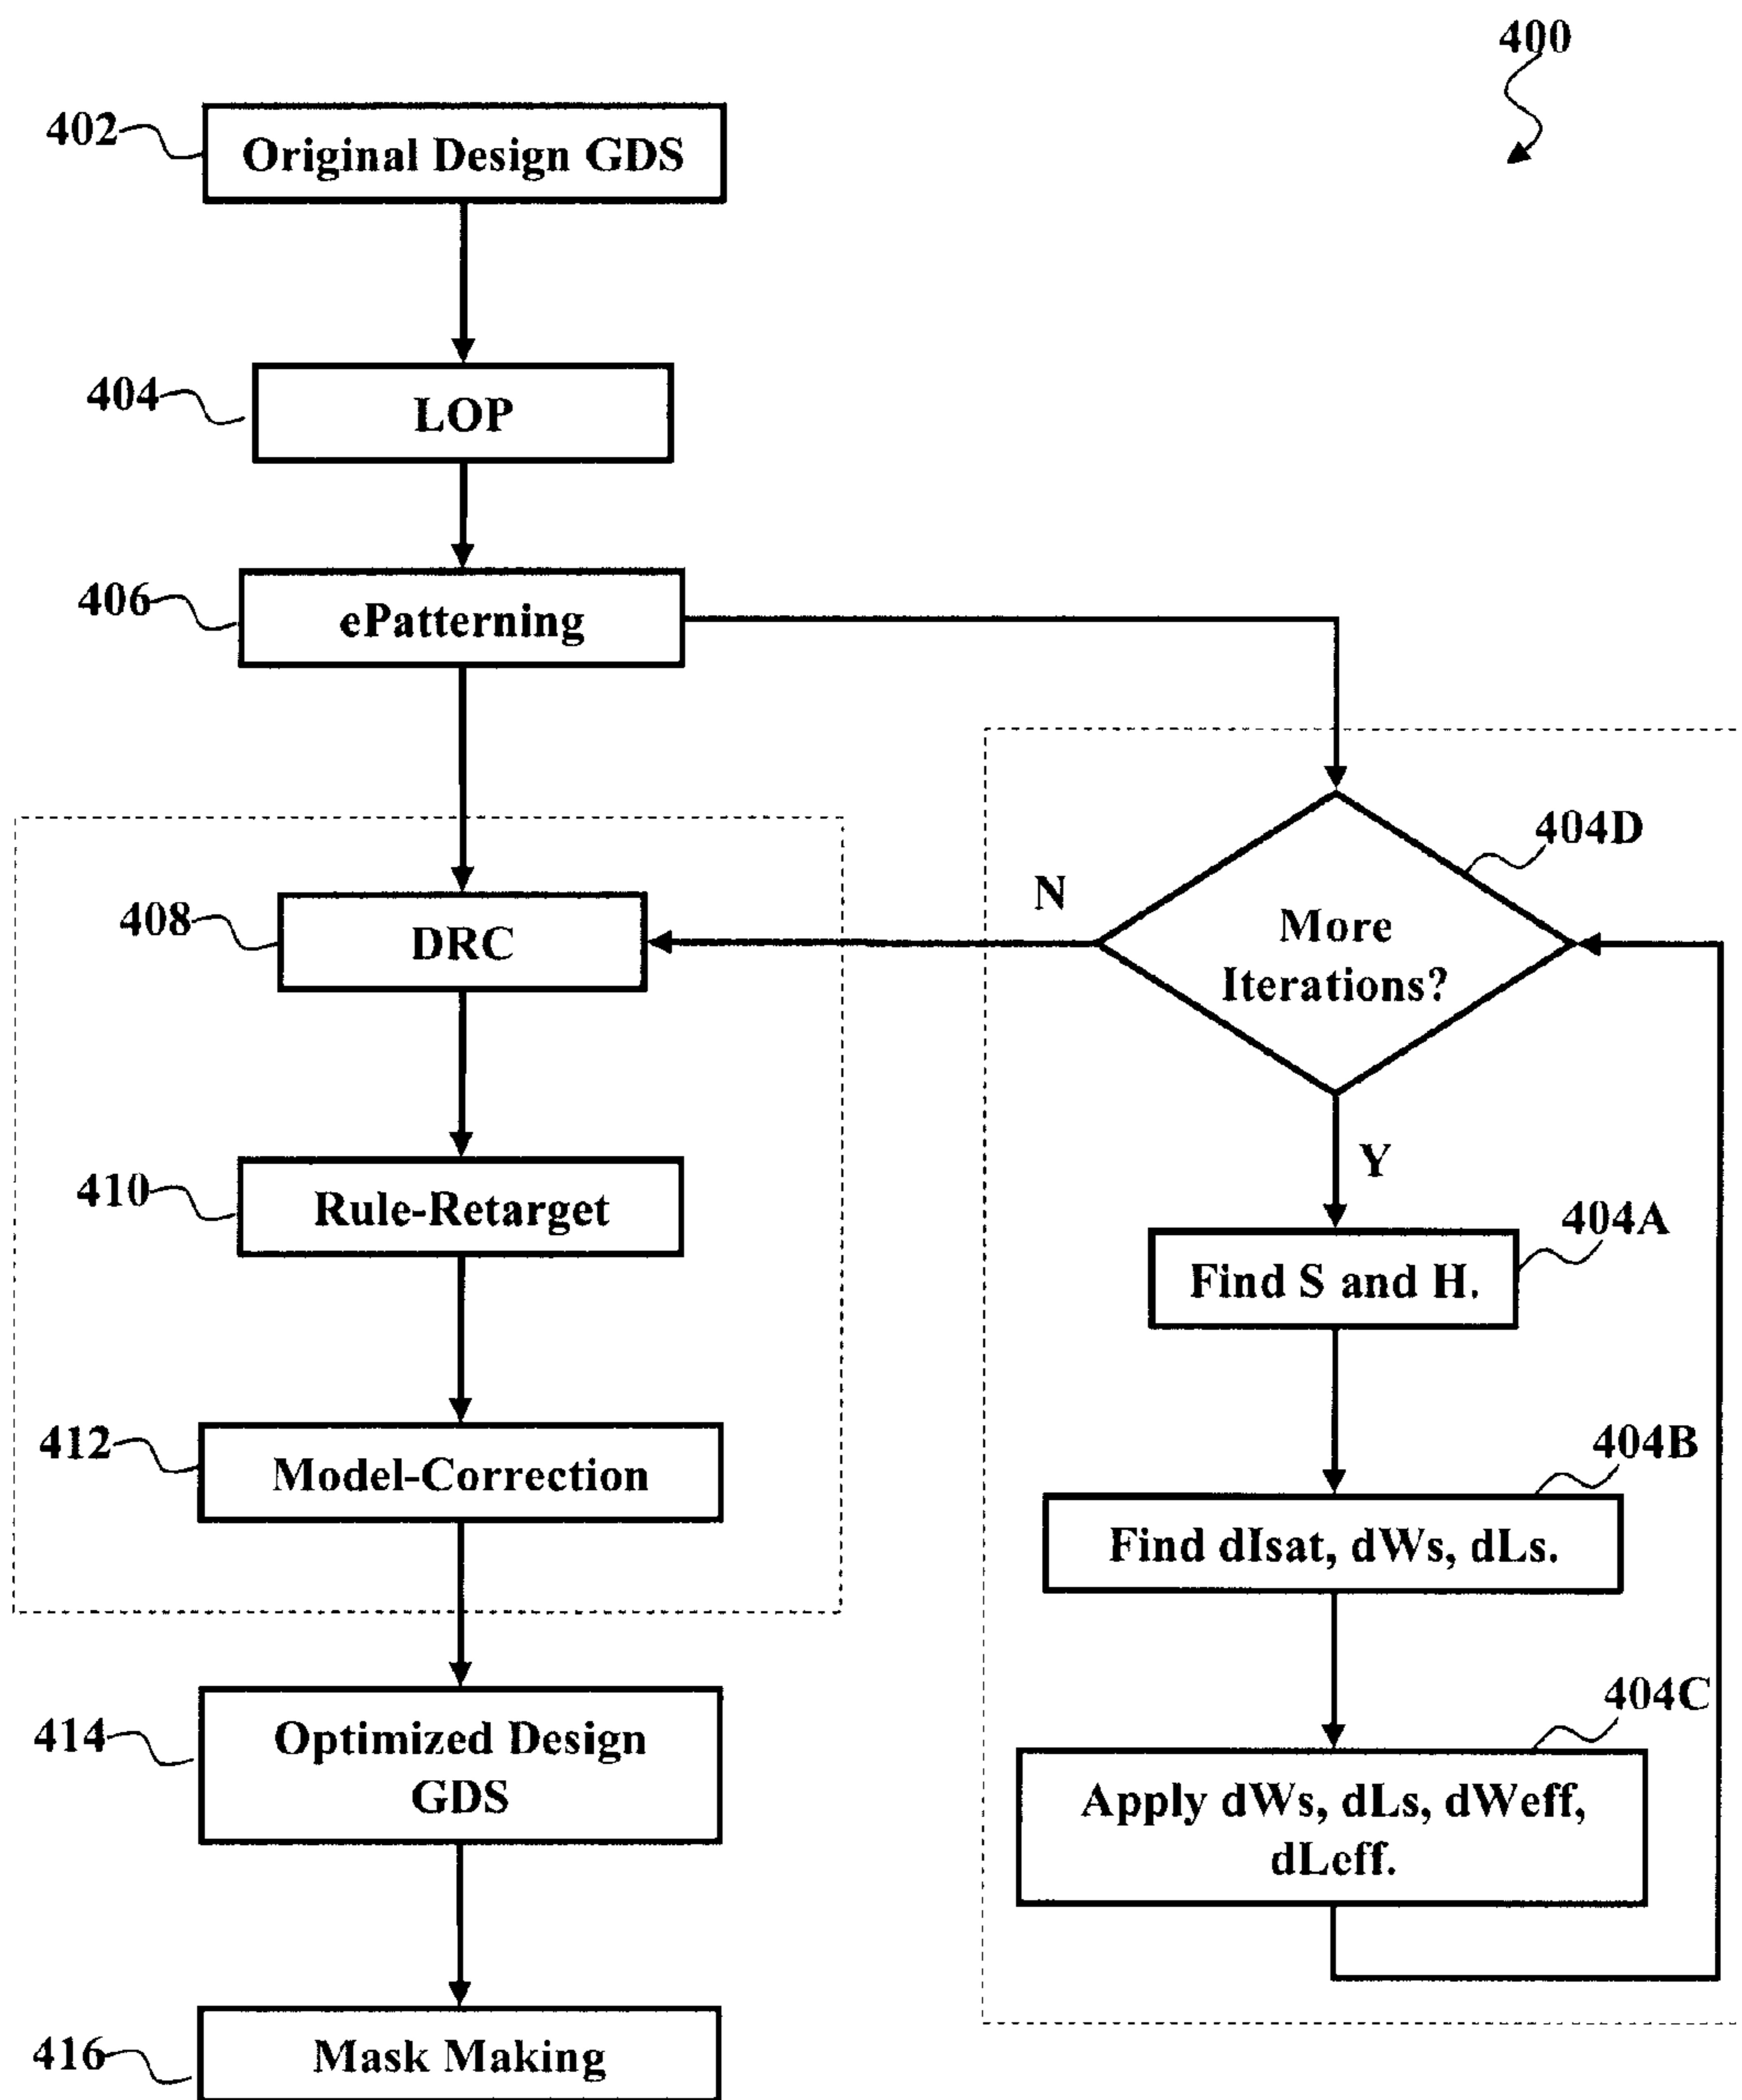 400
402
Original Design GDS
404
LOP
406
ePatterning
404D
More
Iterations?
N
408
DRC
Y
410
Rule-Retarget
404A
Find S and H.
412
Model-Correction
404B
Find dIsat, dWs, dLs.
404C
Apply dWs, dLs, dWeff,
dLeff.
414
Optimized Design
GDS
416
Mask Making